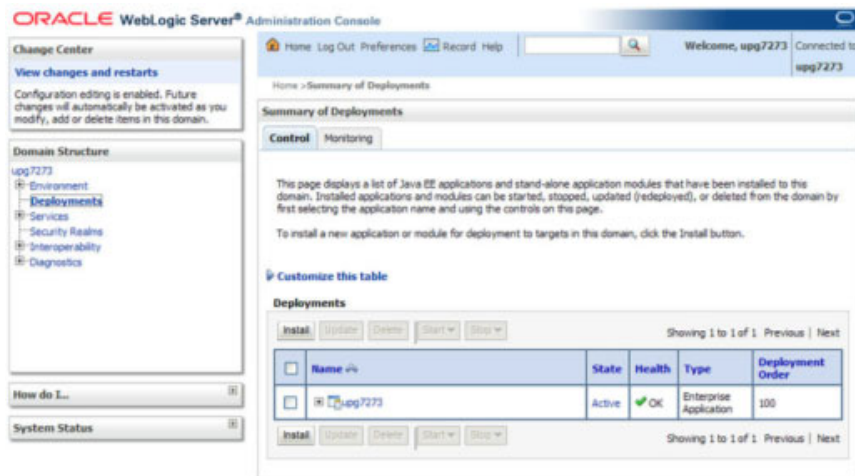 ORACLE WebLogic Server® Administration Console
Change Center
View changes and restarts
Configuration editing is enabled. Future
changes will automatically be activated as you
modify, add or delete items in this domain.
Domain Structure
upg7273
Environment
Deployments
Services
Security Realms
Interoperability
Diagnostics
How do I...
System Status
Home Log Out Preferences Record Help
Welcome, upg7273
Connected to
upg7273
Home >Summary of Deployments
Summary of Deployments
Control Monitoring
This page displays a list of Java EE applications and stand-alone application modules that have been installed to this
domain. Installed applications and modules can be started, stopped, updated (redeployed), or deleted from the domain by
first selecting the application name and using the controls on this page.
To install a new application or module for deployment to targets in this domain, click the Install button.
Customize this table
Deployments
Install Update Delete Start Stop Showing 1 to 1 of 1 Previous | Next
Name State Health Type Deployment
Order
upg7273 Active OK Enterprise
Application 100
Install Update Delete Start Stop Showing 1 to 1 of 1 Previous | Next